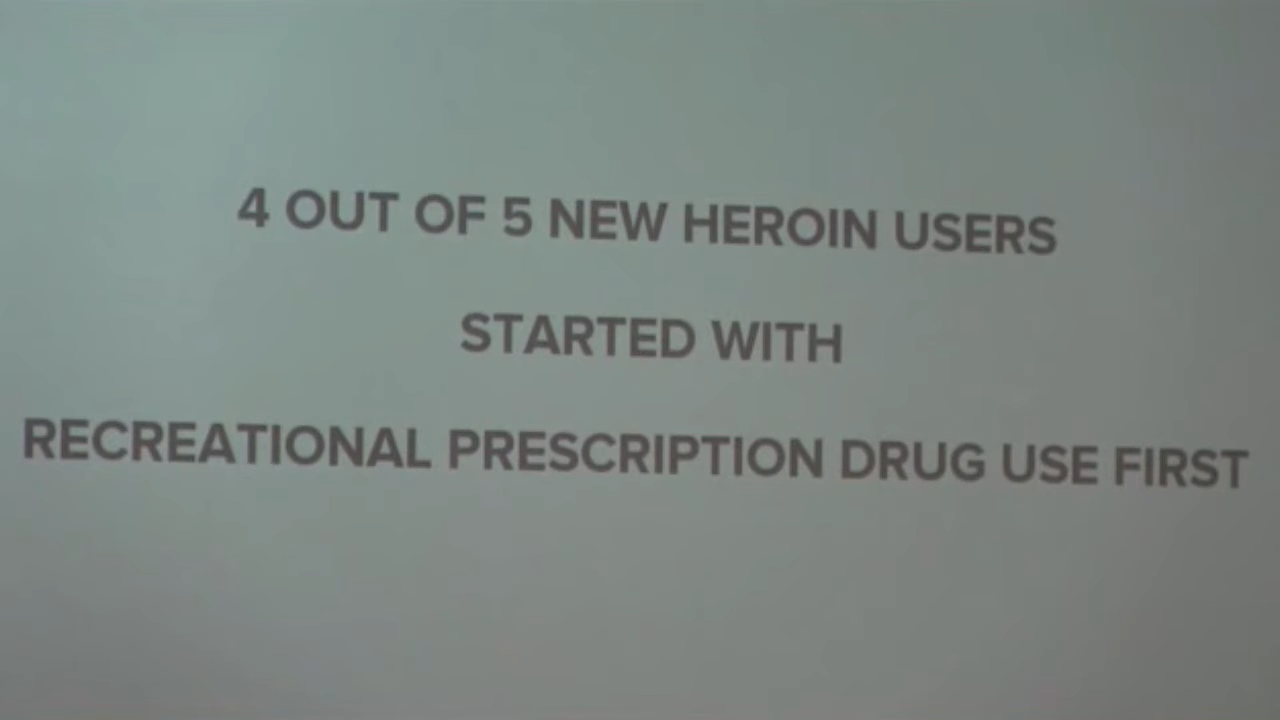 4 OUT OF 5 NEW HEROIN USERS
STARTED WITH
RECREATIONAL PRESCRIPTION DRUG USE FIRST